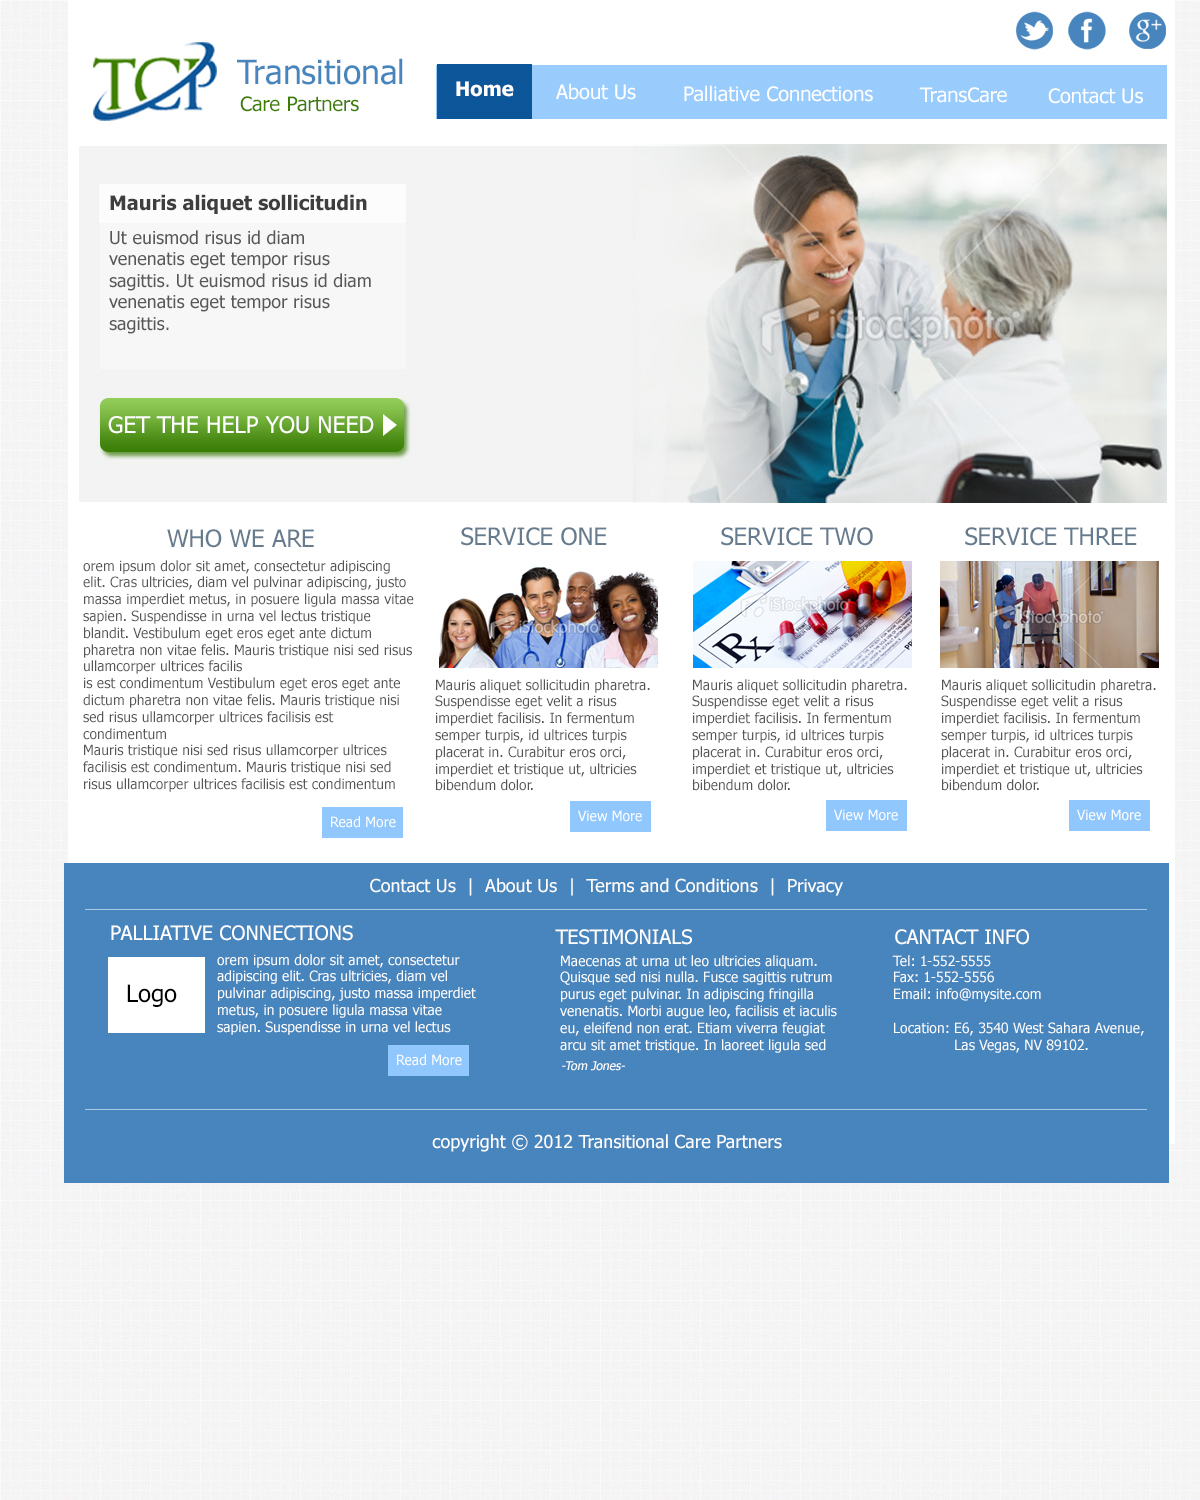 TCP
Transitional
Care Partners
Home
About Us
Palliative Connections
TransCare
Contact Us
Mauris aliquet sollicitudin
Ut euismod risus id diam
venenatis eget tempor risus
sagittis. Ut euismod risus id diam
venenatis eget tempor risus
sagittis.
GET THE HELP YOU NEED
iStockphoto
WHO WE ARE
orem ipsum dolor sit amet, consectetur adipiscing
elit. Cras ultricies, diam vel pulvinar adipiscing, justo
massa imperdiet metus, in posuere ligula massa vitae
sapien. Suspendisse in urna vel lectus tristique
blandit. Vestibulum eget eros eget ante dictum
pharetra non vitae felis. Mauris tristique nisi sed risus
ullamcorper ultrices facilis
is est condimentum Vestibulum eget eros eget ante
dictum pharetra non vitae felis. Mauris tristique nisi
sed risus ullamcorper ultrices facilisis est
condimentum
Mauris tristique nisi sed risus ullamcorper ultrices
facilisis est condimentum. Mauris tristique nisi sed
risus ullamcorper ultrices facilisis est condimentum
Read More
SERVICE ONE
iStockphoto
Mauris aliquet sollicitudin pharetra.
Suspendisse eget velit a risus
imperdiet facilisis. In fermentum
semper turpis, id ultrices turpis
placerat in. Curabitur eros orci,
imperdiet et tristique ut, ultricies
bibendum dolor.
View More
SERVICE TWO
iStockphoto
Rx
Mauris aliquet sollicitudin pharetra.
Suspendisse eget velit a risus
imperdiet facilisis. In fermentum
semper turpis, id ultrices turpis
placerat in. Curabitur eros orci,
imperdiet et tristique ut, ultricies
bibendum dolor.
View More
SERVICE THREE
iStockphoto
Mauris aliquet sollicitudin pharetra.
Suspendisse eget velit a risus
imperdiet facilisis. In fermentum
semper turpis, id ultrices turpis
placerat in. Curabitur eros orci,
imperdiet et tristique ut, ultricies
bibendum dolor.
View More
Contact Us | About Us | Terms and Conditions | Privacy
PALLIATIVE CONNECTIONS
Logo
orem ipsum dolor sit amet, consectetur
adipiscing elit. Cras ultricies, diam vel
pulvinar adipiscing, justo massa imperdiet
metus, in posuere ligula massa vitae
sapien. Suspendisse in urna vel lectus
Read More
TESTIMONIALS
Maecenas at urna ut leo ultricies aliquam.
Quisque sed nisi nulla. Fusce sagittis rutrum
purus eget pulvinar. In adipiscing fringilla
venenatis. Morbi augue leo, facilisis et iaculis
eu, eleifend non erat. Etiam viverra feugiat
arcu sit amet tristique. In laoreet ligula sed
-Tom Jones-
CANTACT INFO
Tel: 1-552-5555
Fax: 1-552-5556
Email: info@mysite.com
Location: E6, 3540 West Sahara Avenue,
Las Vegas, NV 89102.
copyright © 2012 Transitional Care Partners